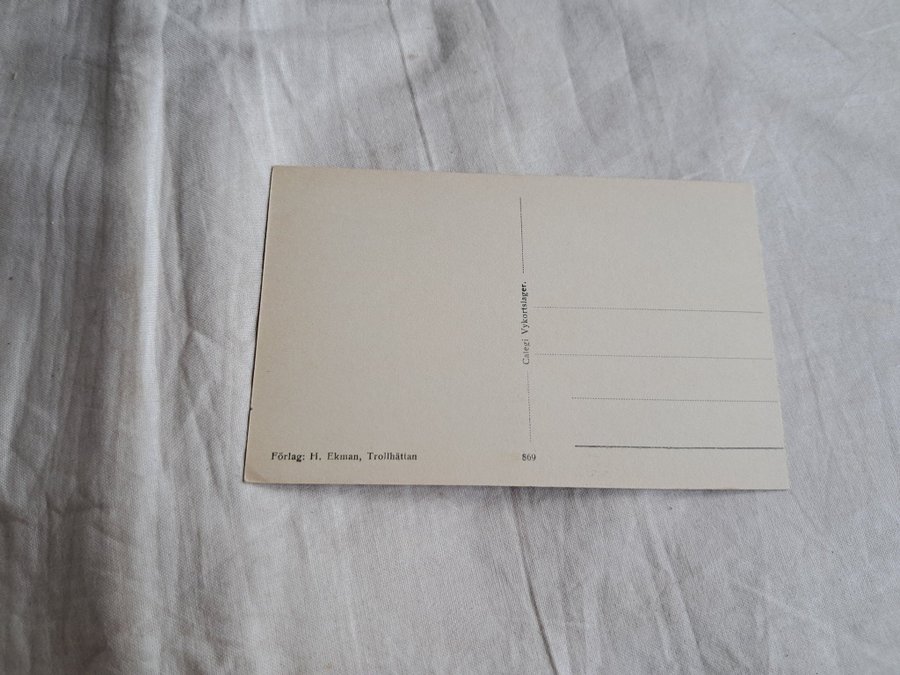 Calegi Vykortslager.
Förlag: H. Ekman, Trollhättan
869